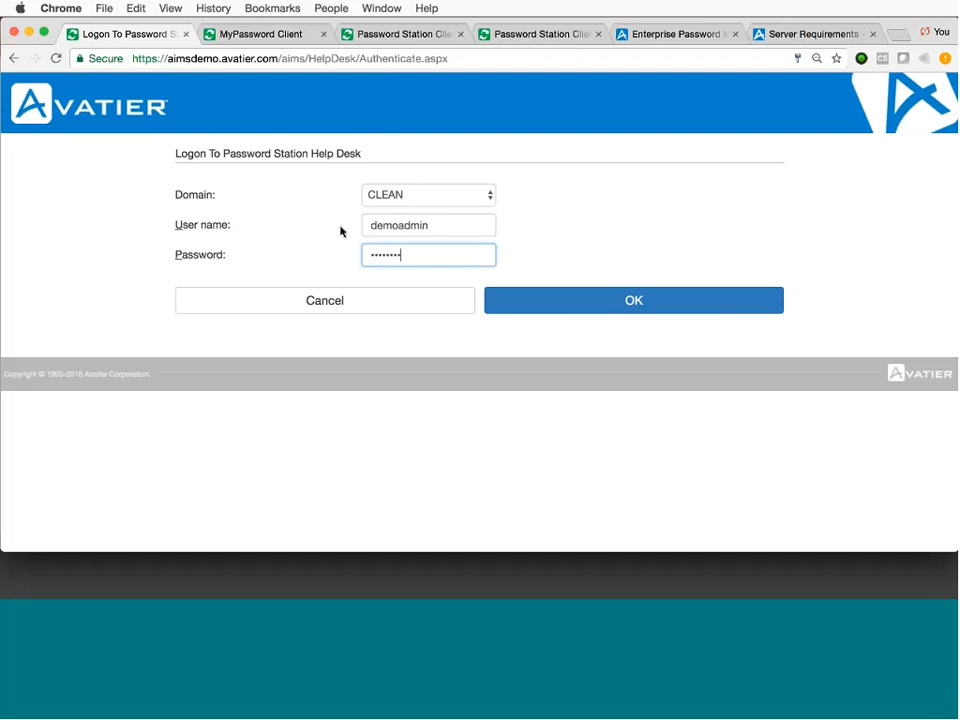 Chrome File Edit View History Bookmarks People Window Help
Logon To Password S MyPassword Client Password Station Clie Password Station Clie Enterprise Password M Server Requirements - You
Secure https://aimsdemo.avatier.com/aims/HelpDesk/Authenticate.aspx
AVATIER
Logon To Password Station Help Desk
Domain: CLEAN
User name: demoadmin
Password: ••••••••
Cancel OK
Copyright © 1995-2016 Avatier Corporation. AVATIER